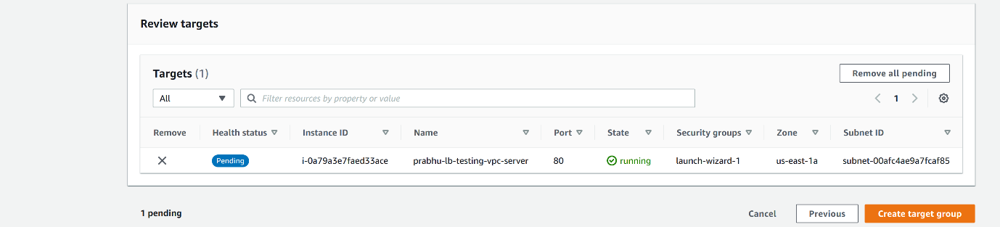 Review targets
Targets (1)
Remove all pending
All
Filter resources by property or value
1
Remove Health status Instance ID Name Port State Security groups Zone Subnet ID
Pending i-0a79a3e7faed33ace prabhu-lb-testing-vpc-server 80 running launch-wizard-1 us-east-1a subnet-00afc4ae9a7fcaf85
1 pending
Cancel Previous Create target group